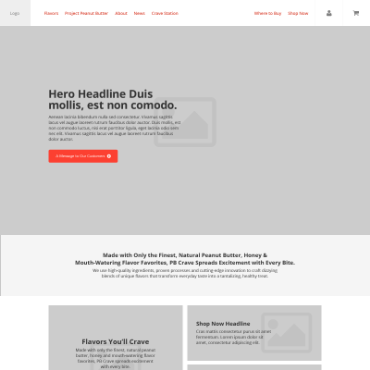 Logo
Flavors Project Peanut Butter About News Crave Station
Where to Buy Shop Now
Hero Headline Duis
mollis, est non comodo.
Aenean lacinia bibendum nulla sed consectetur. Vivamus sagittis
lacus vel augue laoreet rutrum faucibus dolor auctor. Duis mollis, est
non commodo luctus, nisi erat porttitor ligula, eget lacinia odio sem
nec elit. Vivamus sagittis lacus vel augue laoreet rutrum faucibus
dolor auctor.
A Message to Our Customers
Made with Only the Finest, Natural Peanut Butter, Honey &
Mouth-Watering Flavor Favorites, PB Crave Spreads Excitement with Every Bite.
We use high-quality ingredients, proven processes and cutting-edge innovation to craft
blends of unique flavors that transform everyday taste into a tantalizing, healthy treat.
Flavors You'll Crave
Made with only the finest, natural peanut
butter, honey and mouth-watering flavor
favorites, PB Crave spreads excitement
with every bite.
Shop New Headline
Cras mattis consectetur purus sit amet
fermentum. Lorem ipsum dolor sit
amet, consectetur adipiscing elit.